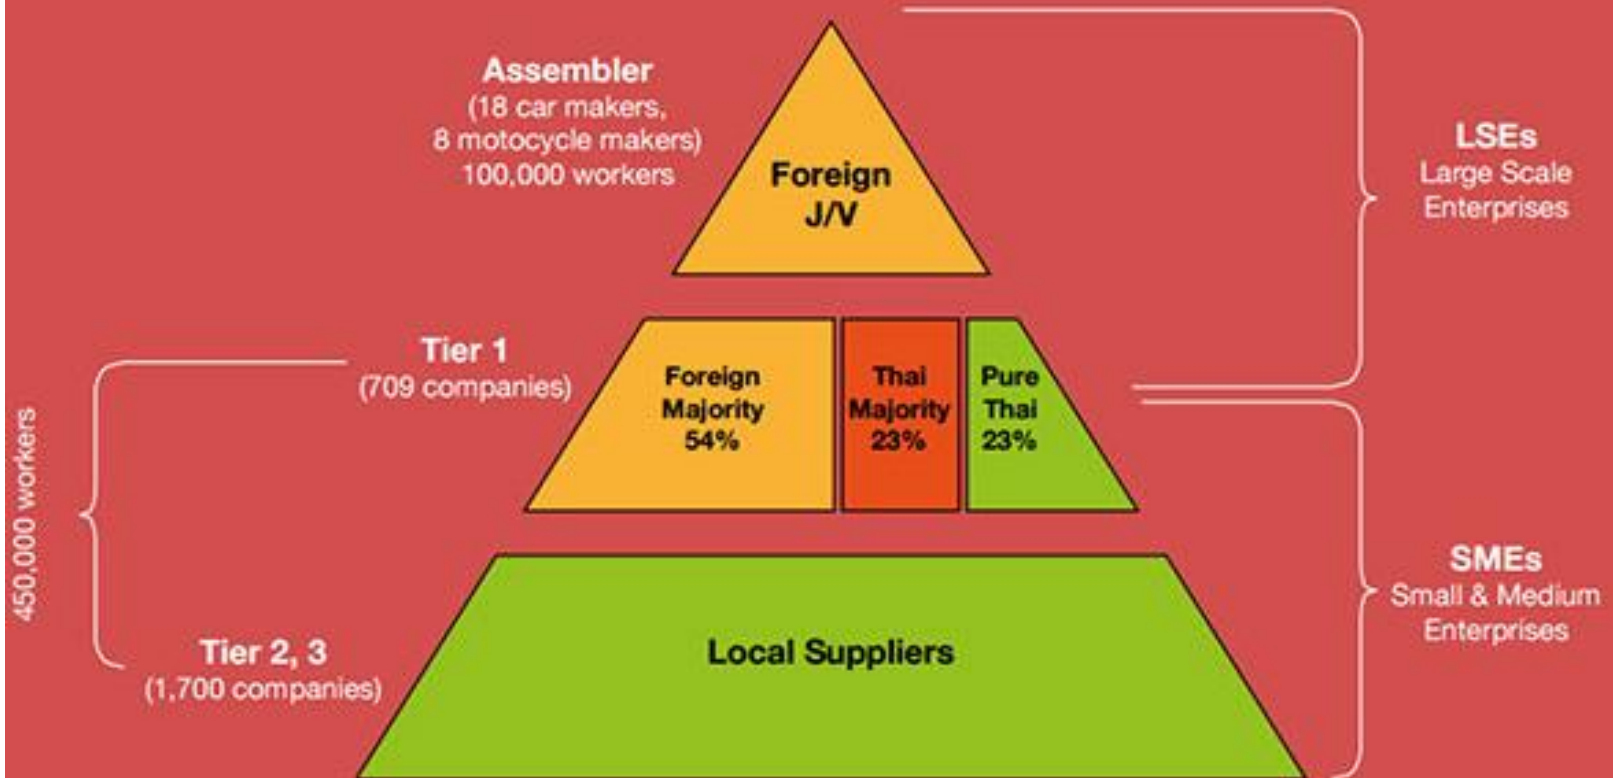 Assembler
(18 car makers,
8 motocycle makers)
100,000 workers
Foreign
J/V
LSEs
Large Scale
Enterprises
Tier 1
(709 companies)
Foreign
Majority
54%
Thai
Majority
23%
Pure
Thai
23%
450,000 workers
Tier 2, 3
(1,700 companies)
Local Suppliers
SMEs
Small & Medium
Enterprises